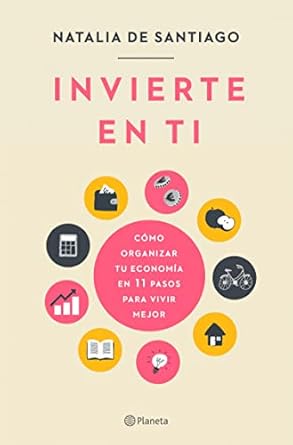 NATALIA DE SANTIAGO
INVIERTE
EN TI
CÓMO
ORGANIZAR
TU ECONOMÍA
EN 11 PASOS
PARA VIVIR
MEJOR
Planeta